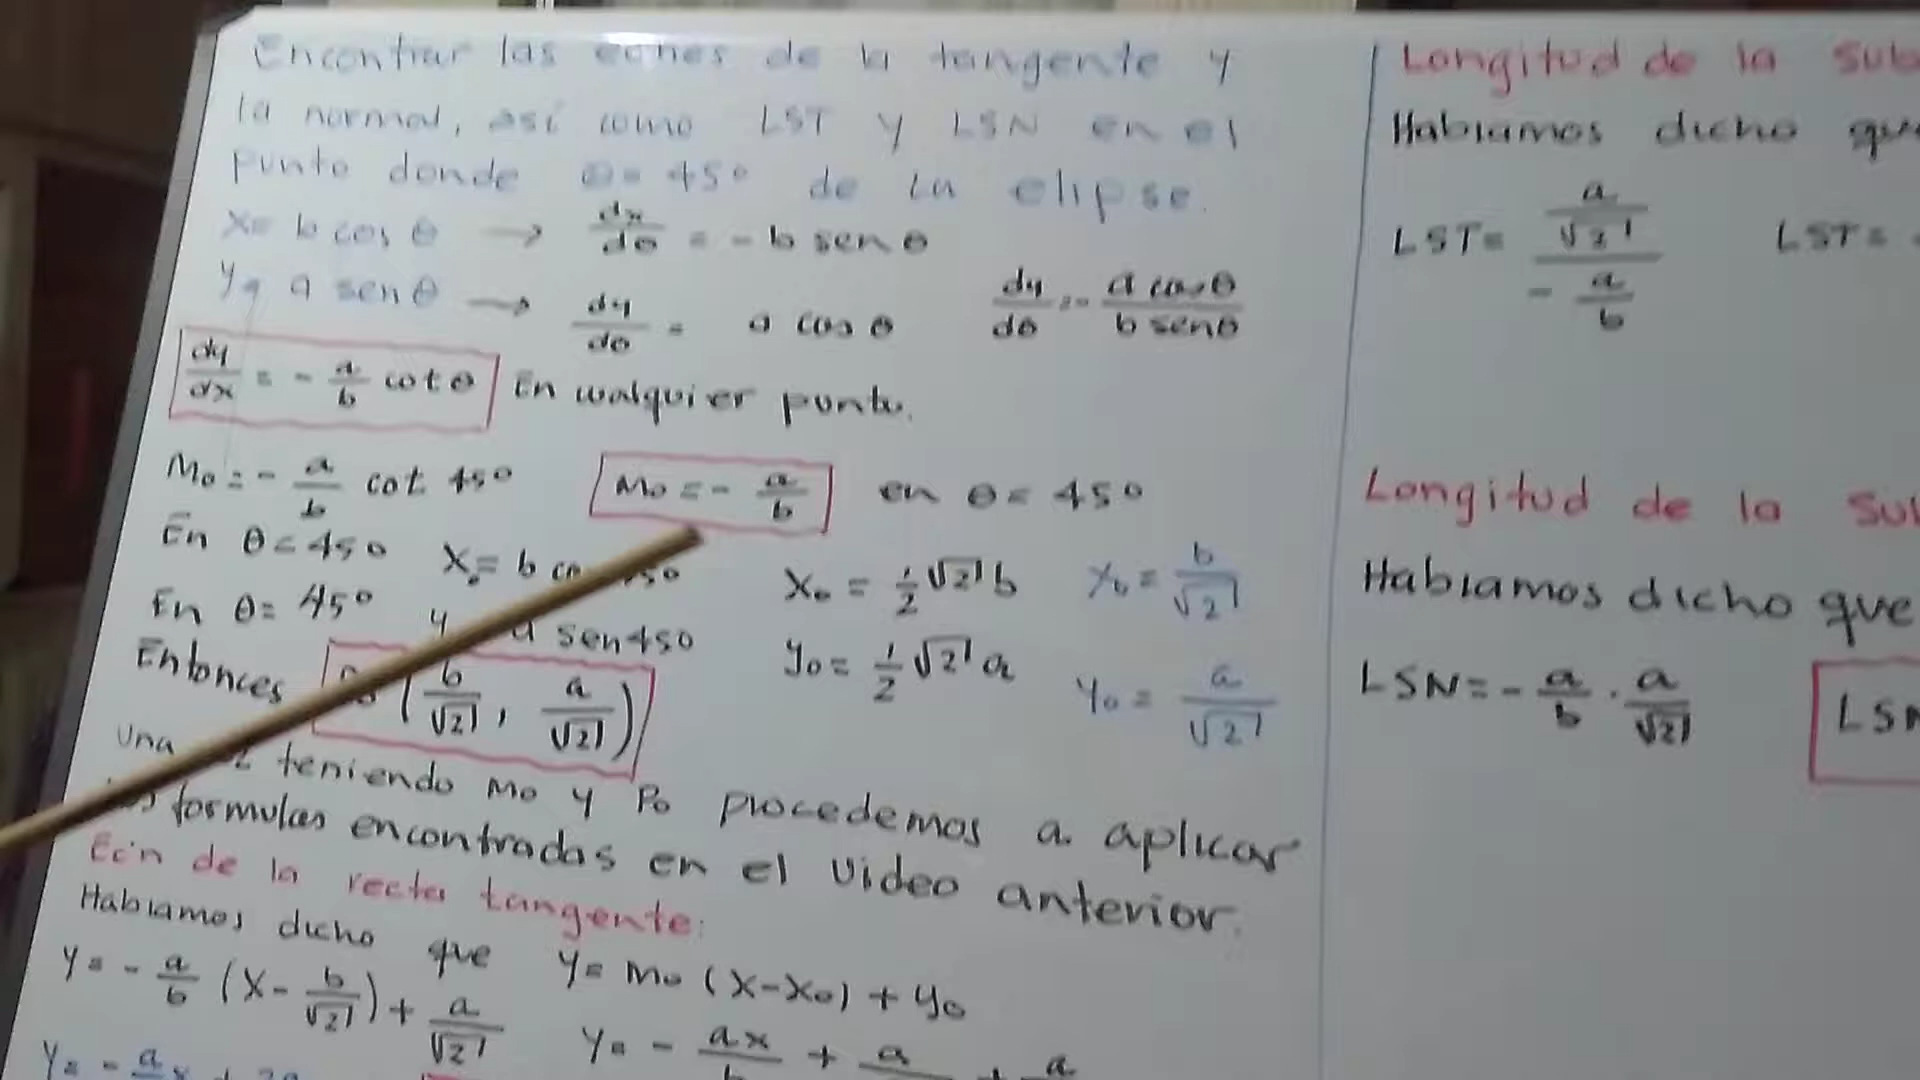 Encontrar las ecnes de la tangente y
la normal, así como LST y LSN en el
punto donde θ = 45° de la elipse.
x = b cos θ → dx/dθ = - b sen θ
y = a sen θ → dy/dθ = a cos θ dy/dθ = - a cos θ/b sen θ
dy/dx = - a/b cot θ En cualquier punto.
Mo = - a/b cot 45° Mo = - a/b en θ = 45°
En θ = 45° Xo = b 45° Xo = 1/2 √2 b Xo = b/√2
En θ = 45° y a sen 45° yo = 1/2 √2 a Yo = a/√2
Entonces (b/√2, a/√2)
Una teniendo mo y Po procedemos a aplicar
formulas encontradas en el video anterior.
Ec'n de la recta tangente:
Habiamos dicho que y = mo (x-xo) + yo
y = - a/b (x - b/√2) + a/√2 y = - ax/b + a + a
y = - a x + 2a
Longitud de la
Habiamos dicho que
LST = a/√2 / - a/b LST =
Longitud de la
Habiamos dicho que
LSN = - a/b · a/√2